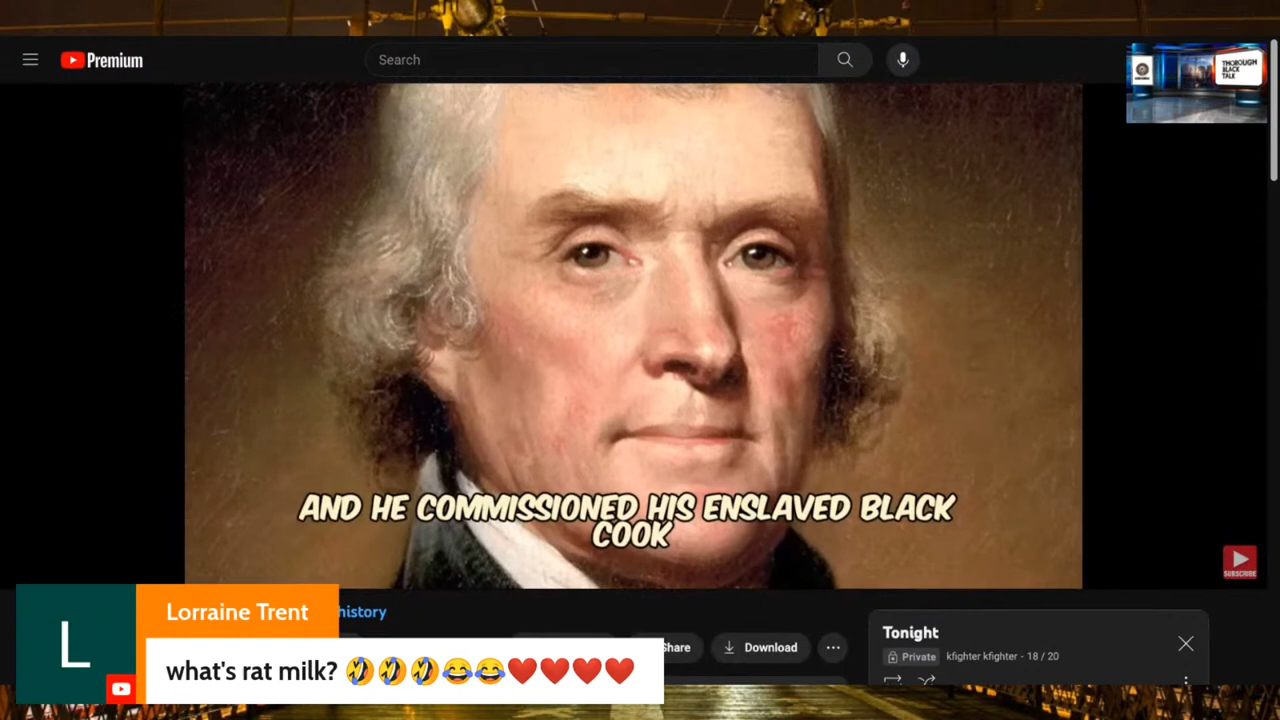 Premium
Search
THOROUGH
BLACK
TALK
AND HE COMMISSIONED HIS ENSLAVED BLACK
COOK
SUBSCRIBE
history
Share
Download
Tonight
Private
kfighter kfighter - 18 / 20
L
Lorraine Trent
what's rat milk? 🤣🤣🤣😂😂❤️❤️❤️❤️